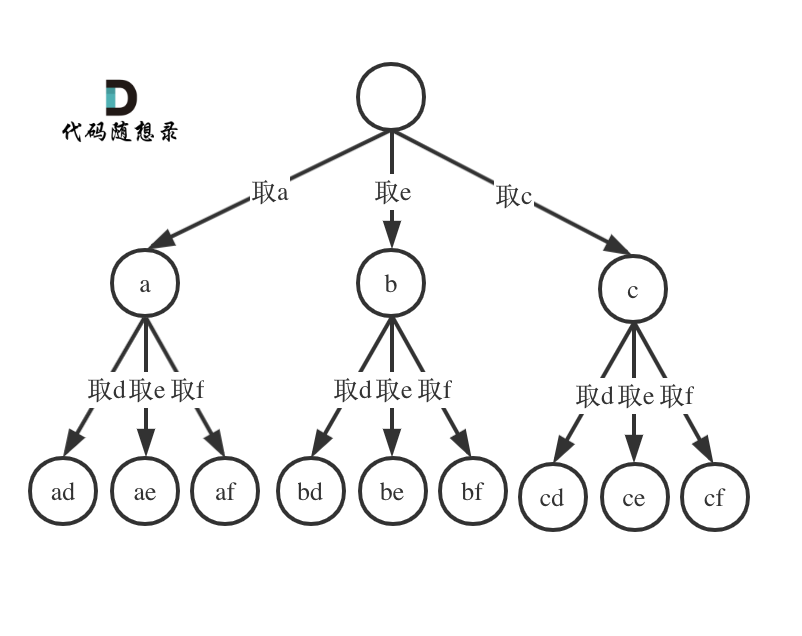 代码随想录
取a 取e 取c
a b c
取d 取e 取f 取d 取e 取f 取d 取e 取f
ad ae af bd be bf cd ce cf